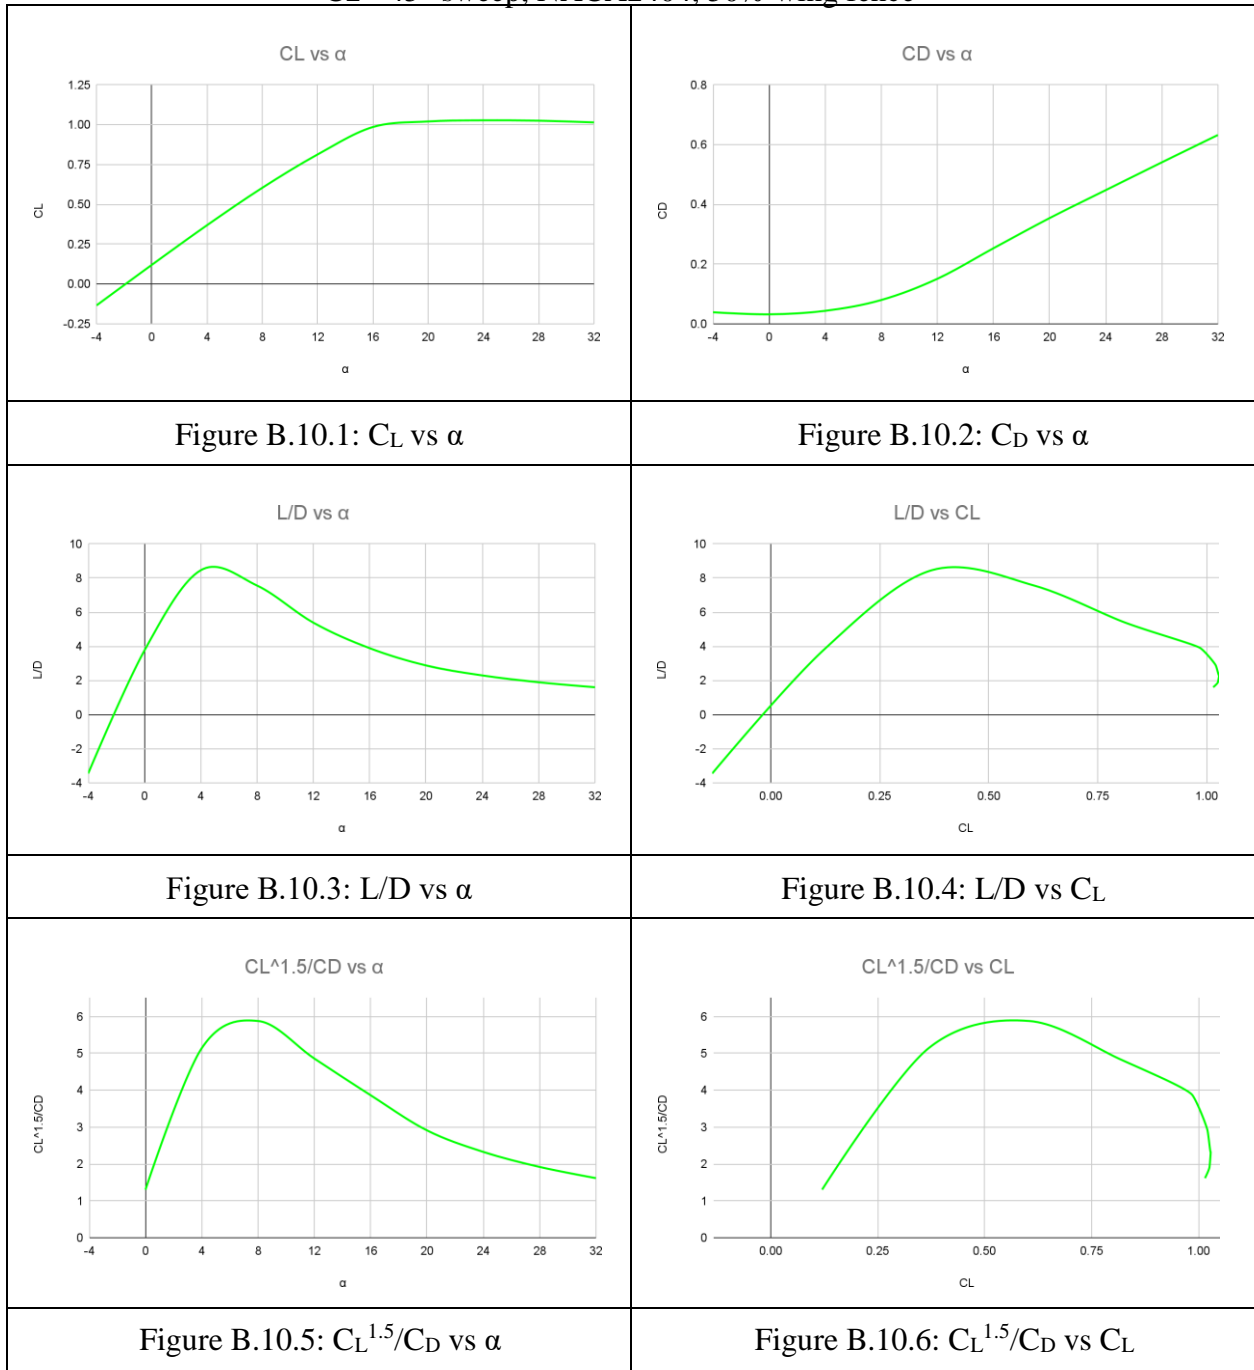 CL vs α
1.25
1.00
0.75
0.50
0.25
0.00
-0.25
CL
-4 0 4 8 12 16 20 24 28 32
α
CD vs α
0.8
0.6
0.4
0.2
0.0
CD
-4 0 4 8 12 16 20 24 28 32
α
Figure B.10.1: CL vs α
Figure B.10.2: CD vs α
L/D vs α
10
8
6
4
2
0
-2
-4
L/D
-4 0 4 8 12 16 20 24 28 32
α
L/D vs CL
10
8
6
4
2
0
-2
-4
L/D
0.00 0.25 0.50 0.75 1.00
CL
Figure B.10.3: L/D vs α
Figure B.10.4: L/D vs CL
CL^1.5/CD vs α
6
5
4
3
2
1
0
CL^1.5/CD
-4 0 4 8 12 16 20 24 28 32
α
CL^1.5/CD vs CL
6
5
4
3
2
1
0
CL^1.5/CD
0.00 0.25 0.50 0.75 1.00
CL
Figure B.10.5: CL1.5/CD vs α
Figure B.10.6: CL1.5/CD vs CL